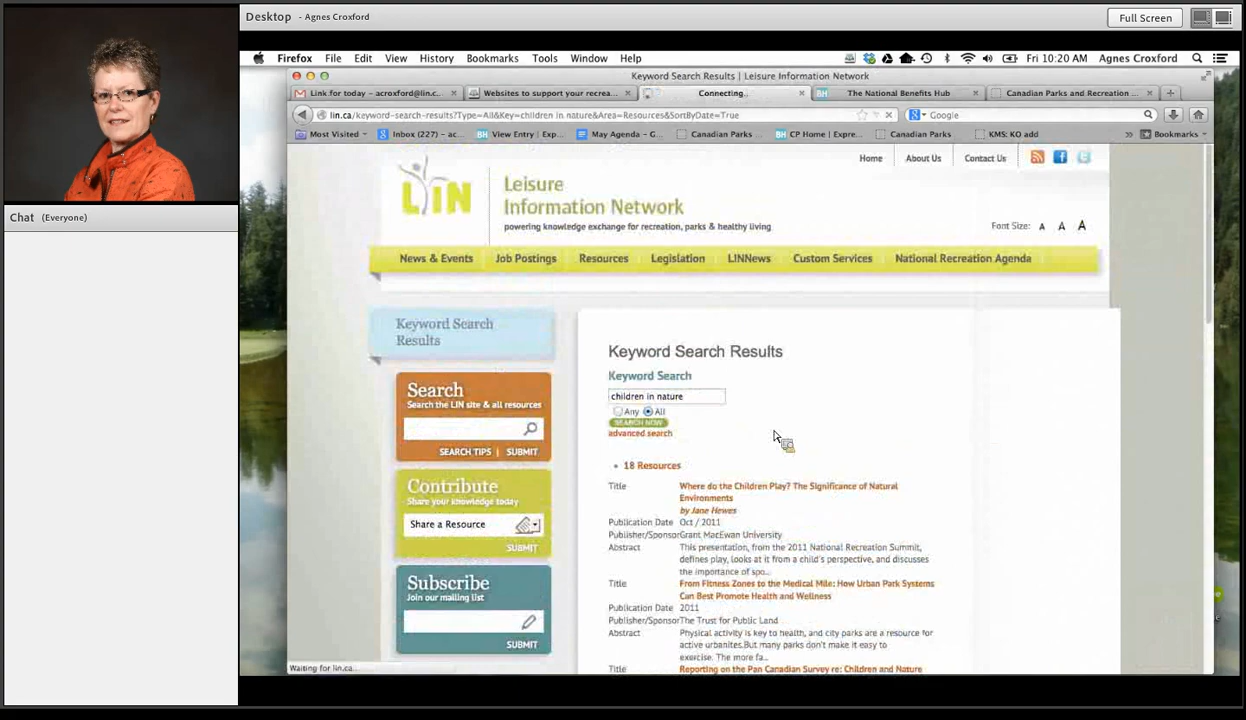 Desktop - Agnes Croxford
Full Screen
Firefox File Edit View History Bookmarks Tools Window Help
Fri 10:20 AM Agnes Croxford
Keyword Search Results | Leisure Information Network
Link for today - acroxford@lin.c...
Websites to support your recrea...
Connecting...
The National Benefits Hub
Canadian Parks and Recreation ...
lin.ca/keyword-search-results?Type=All&Key=children in nature&Area=Resources&SortByDate=True
Google
Most Visited
Inbox (227) - ac...
View Entry | Exp...
May Agenda - G...
Canadian Parks ...
CP Home | Expre...
Canadian Parks
KMS: KO add
Bookmarks
Chat (Everyone)
Home About Us Contact Us
LIN
Leisure
Information Network
powering knowledge exchange for recreation, parks & healthy living
Font Size: A A A
News & Events Job Postings Resources Legislation LINNews Custom Services National Recreation Agenda
Keyword Search
Results
Search
Search the LIN site & all resources
SEARCH TIPS | SUBMIT
Contribute
Share your knowledge today
Share a Resource
SUBMIT
Subscribe
Join our mailing list
SUBMIT
Keyword Search Results
Keyword Search
children in nature
Any All
SEARCH NOW
advanced search
18 Resources
Title Where do the Children Play? The Significance of Natural
Environments
by Jane Hewes
Publication Date Oct / 2011
Publisher/Sponsor Grant MacEwan University
Abstract This presentation, from the 2011 National Recreation Summit,
defines play, looks at it from a child's perspective, and discusses
the importance of spo...
Title From Fitness Zones to the Medical Mile: How Urban Park Systems
Can Best Promote Health and Wellness
Publication Date 2011
Publisher/Sponsor The Trust for Public Land
Abstract Physical activity is key to health, and city parks are a resource for
active urbanites.But many parks don't make it easy to
exercise. The more fa...
Title Reporting on the Pan Canadian Survey re: Children and Nature
Waiting for lin.ca...